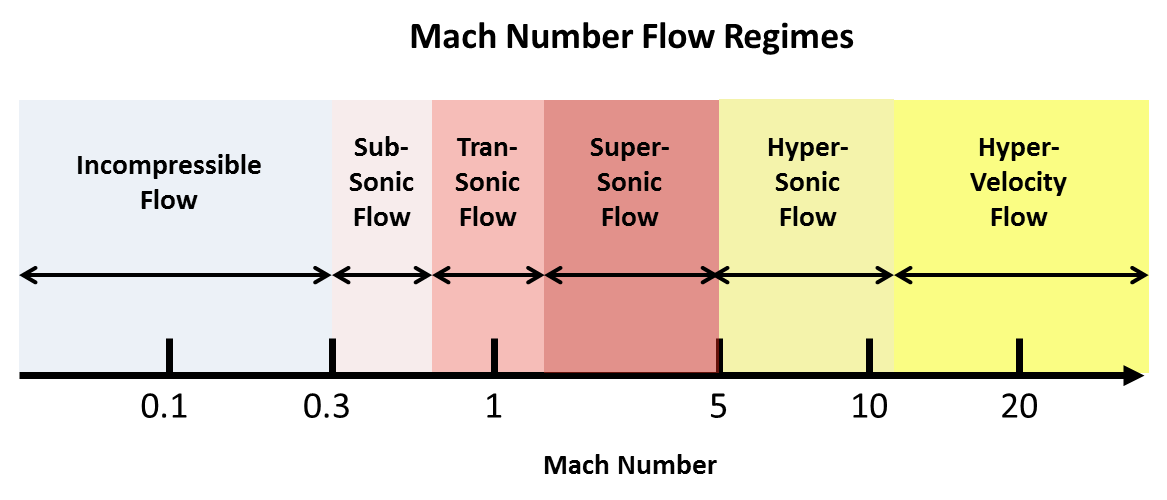 Mach Number Flow Regimes
Incompressible
Flow
Sub-
Sonic
Flow
Tran-
Sonic
Flow
Super-
Sonic
Flow
Hyper-
Sonic
Flow
Hyper-
Velocity
Flow
0.1
0.3
1
5
10
20
Mach Number